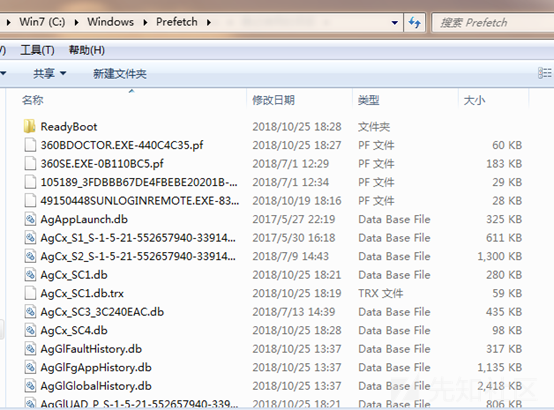 Win7 (C:) ▸ Windows ▸ Prefetch 搜索 Prefetch
) 工具(T) 帮助(H)
共享 新建文件夹
名称 修改日期 类型 大小
ReadyBoot 2018/10/25 18:28 文件夹
360BDOCTOR.EXE-440C4C35.pf 2018/10/25 18:27 PF 文件 60 KB
360SE.EXE-0B110BC5.pf 2018/7/1 12:29 PF 文件 183 KB
105189_3FDBBB67DE4FBEBE20201B-... 2018/7/1 12:34 PF 文件 29 KB
49150448SUNLOGINREMOTE.EXE-83... 2018/10/19 18:16 PF 文件 28 KB
AgAppLaunch.db 2017/5/27 22:19 Data Base File 325 KB
AgCx_S1_S-1-5-21-552657940-33914... 2017/5/30 16:18 Data Base File 611 KB
AgCx_S2_S-1-5-21-552657940-33914... 2018/7/9 14:43 Data Base File 1,300 KB
AgCx_SC1.db 2018/10/25 18:21 Data Base File 280 KB
AgCx_SC1.db.trx 2018/10/25 18:19 TRX 文件 59 KB
AgCx_SC3_3C240EAC.db 2018/7/13 14:39 Data Base File 435 KB
AgCx_SC4.db 2018/10/25 18:28 Data Base File 98 KB
AgGlFaultHistory.db 2018/10/25 13:37 Data Base File 317 KB
AgGlFgAppHistory.db 2018/10/25 13:37 Data Base File 1,135 KB
AgGlGlobalHistory.db 2018/10/25 13:37 Data Base File 2,418 KB
AgGlUAD_P_S-1-5-21-552657940-339... 2018/10/25 13:37 Data Base File 806 KB
先知社区